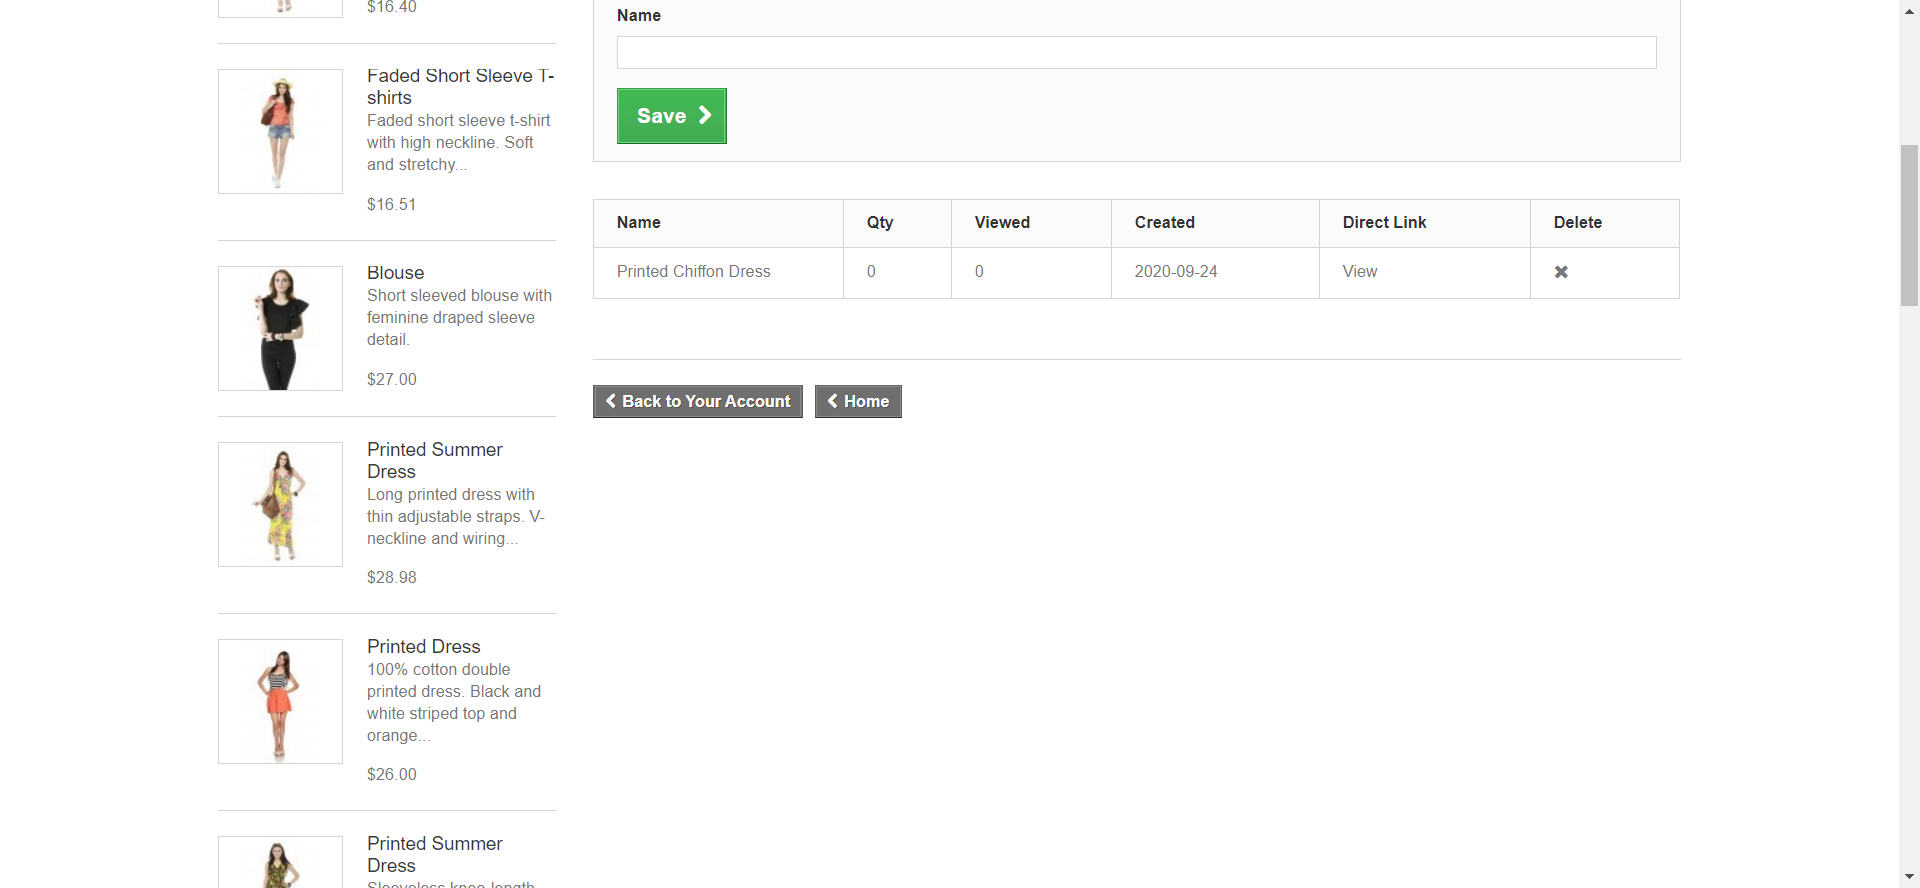 $16.40
Faded Short Sleeve T-
shirts
Faded short sleeve t-shirt
with high neckline. Soft
and stretchy...
$16.51
Blouse
Short sleeved blouse with
feminine draped sleeve
detail.
$27.00
Printed Summer
Dress
Long printed dress with
thin adjustable straps. V-
neckline and wiring...
$28.98
Printed Dress
100% cotton double
printed dress. Black and
white striped top and
orange...
$26.00
Printed Summer
Dress
Sleeveless knee-length
Name
Save
Name Qty Viewed Created Direct Link Delete
Printed Chiffon Dress 0 0 2020-09-24 View
Back to Your Account Home